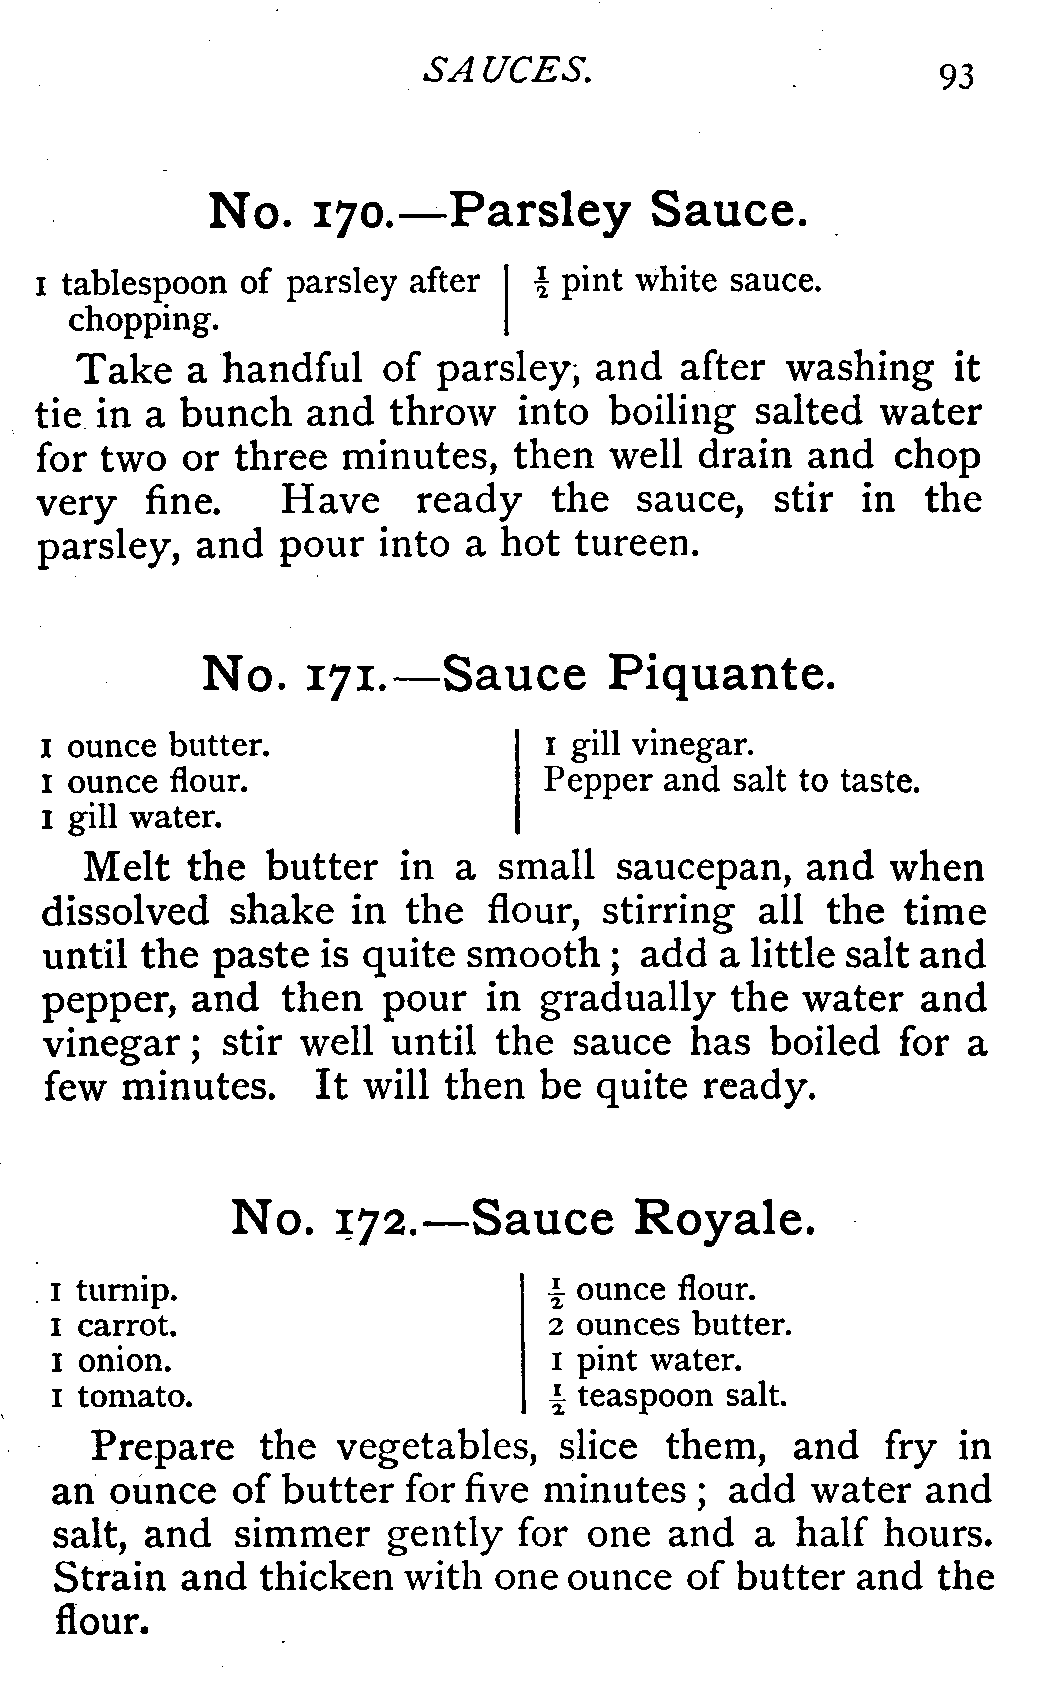 SAUCES. 93
No. 170.—Parsley Sauce.
1 tablespoon of parsley after chopping.
½ pint white sauce.
Take a handful of parsley, and after washing it
tie in a bunch and throw into boiling salted water
for two or three minutes, then well drain and chop
very fine. Have ready the sauce, stir in the
parsley, and pour into a hot tureen.
No. 171.—Sauce Piquante.
1 ounce butter.
1 ounce flour.
1 gill water.
1 gill vinegar.
Pepper and salt to taste.
Melt the butter in a small saucepan, and when
dissolved shake in the flour, stirring all the time
until the paste is quite smooth; add a little salt and
pepper, and then pour in gradually the water and
vinegar; stir well until the sauce has boiled for a
few minutes. It will then be quite ready.
No. 172.—Sauce Royale.
1 turnip.
1 carrot.
1 onion.
1 tomato.
½ ounce flour.
2 ounces butter.
1 pint water.
½ teaspoon salt.
Prepare the vegetables, slice them, and fry in
an ounce of butter for five minutes; add water and
salt, and simmer gently for one and a half hours.
Strain and thicken with one ounce of butter and the
flour.